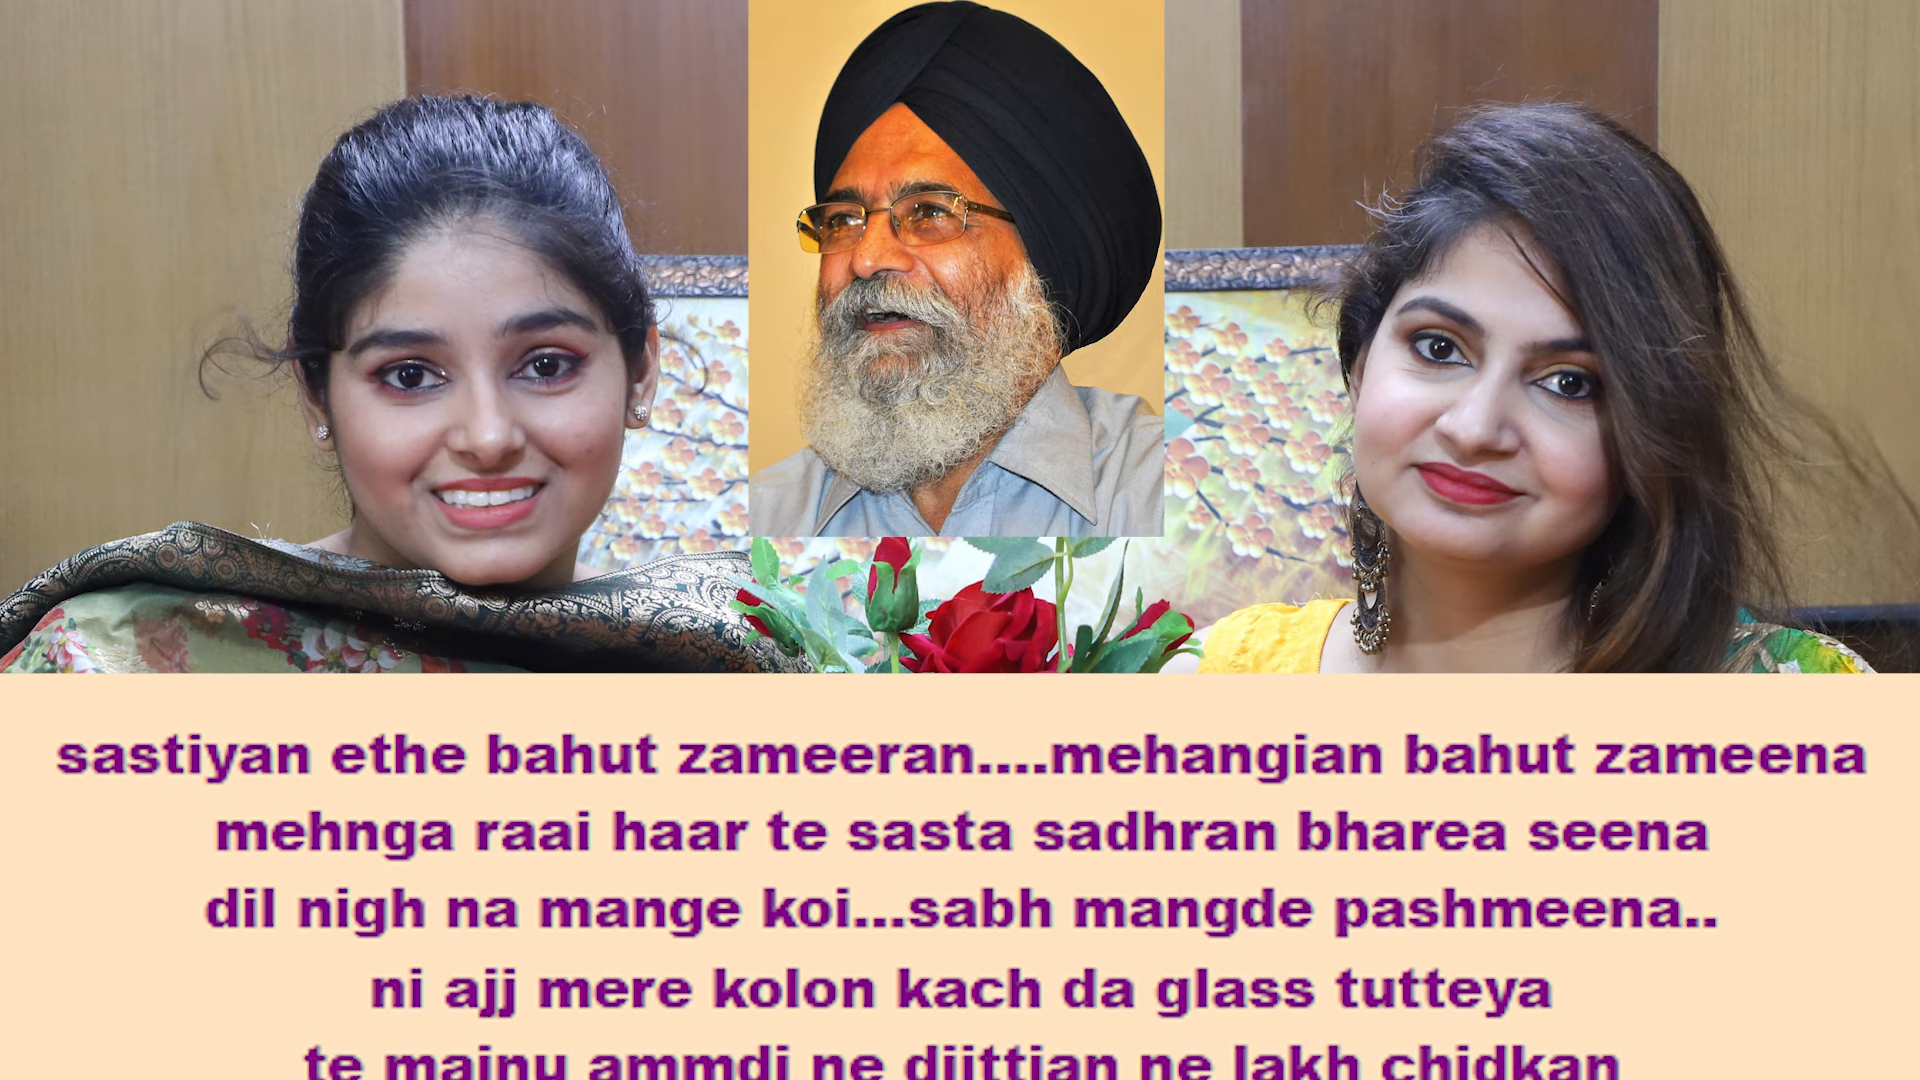 sastiyan ethe bahut zameeran....mehangian bahut zameena
mehnga raai haar te sasta sadhran bharea seena
dil nigh na mange koi...sabh mangde pashmeena..
ni ajj mere kolon kach da glass tutteya
te mainu ammdi ne diittian ne lakh chidkan